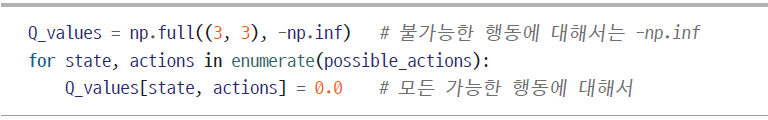 Q_values = np.full((3, 3), -np.inf)   # 불가능한 행동에 대해서는 -np.inf
for state, actions in enumerate(possible_actions):
    Q_values[state, actions] = 0.0    # 모든 가능한 행동에 대해서